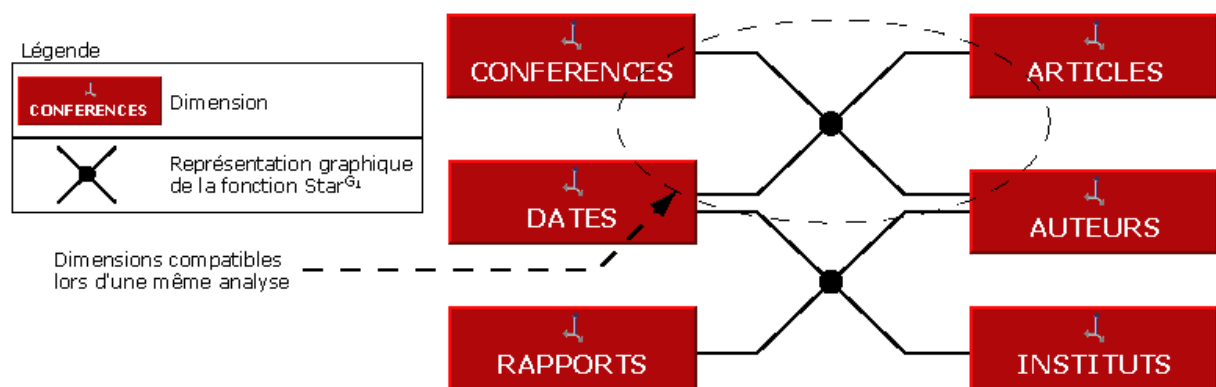 Légende
CONFERENCES
Dimension
Représentation graphique
de la fonction Starᴳ¹
CONFERENCES
ARTICLES
DATES
AUTEURS
Dimensions compatibles
lors d'une même analyse
RAPPORTS
INSTITUTS